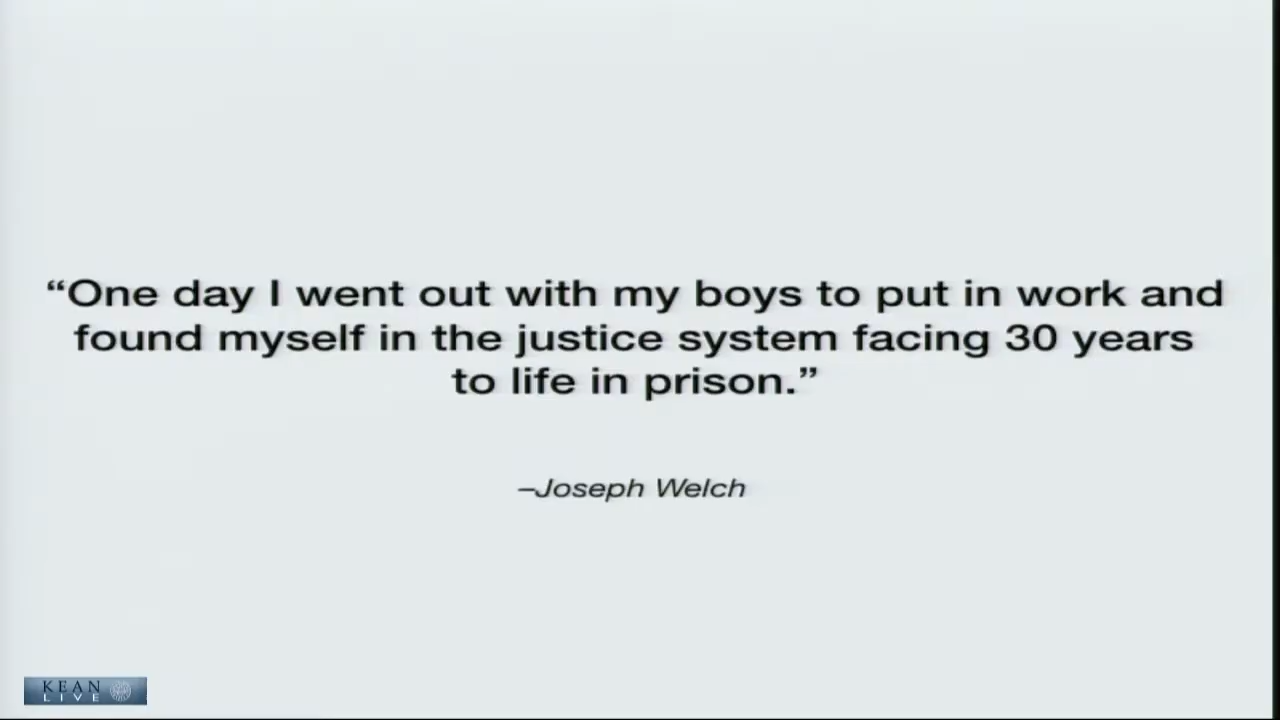 “One day I went out with my boys to put in work and
found myself in the justice system facing 30 years
to life in prison.”
–Joseph Welch
KEAN
LIVE